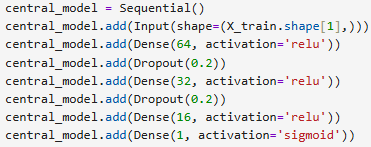 central_model = Sequential()
central_model.add(Input(shape=(X_train.shape[1],)))
central_model.add(Dense(64, activation='relu'))
central_model.add(Dropout(0.2))
central_model.add(Dense(32, activation='relu'))
central_model.add(Dropout(0.2))
central_model.add(Dense(16, activation='relu'))
central_model.add(Dense(1, activation='sigmoid'))